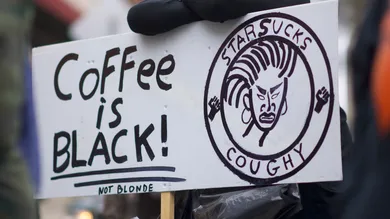 COFFEE
iS
BLACK!
NOT BLONDE
STARSUCKS
COUGHY